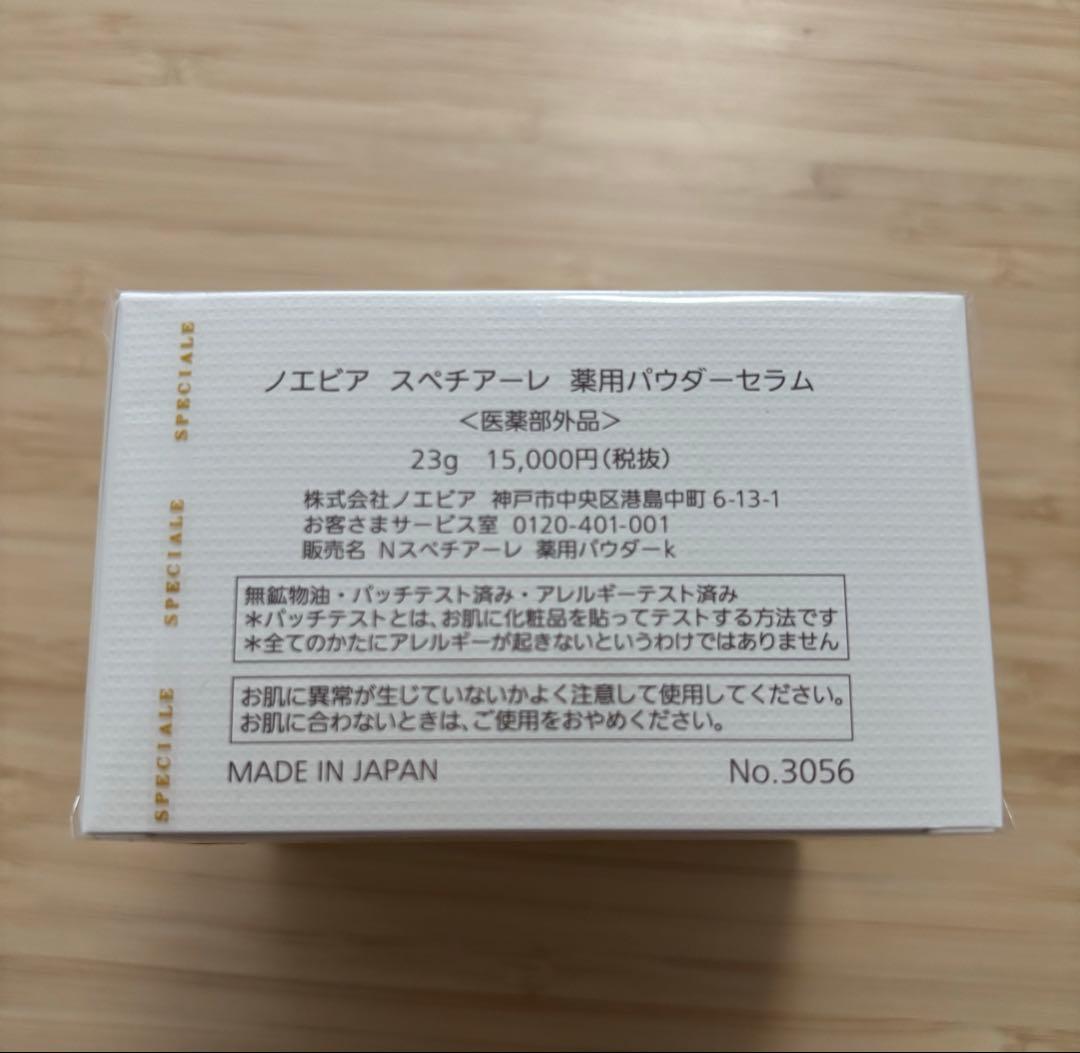 SPECIALE
SPECIALE
SPECIALE
ノエビア スペチアーレ 薬用パウダーセラム
＜医薬部外品＞
23g 15,000円(税抜)
株式会社ノエビア 神戸市中央区港島中町 6-13-1
お客さまサービス室 0120-401-001
販売名 Nスペチアーレ 薬用パウダーk
無鉱物油・パッチテスト済み・アレルギーテスト済み
＊パッチテストとは、お肌に化粧品を貼ってテストする方法です
＊全てのかたにアレルギーが起きないというわけではありません
お肌に異常が生じていないかよく注意して使用してください。
お肌に合わないときは、ご使用をおやめください。
MADE IN JAPAN No.3056